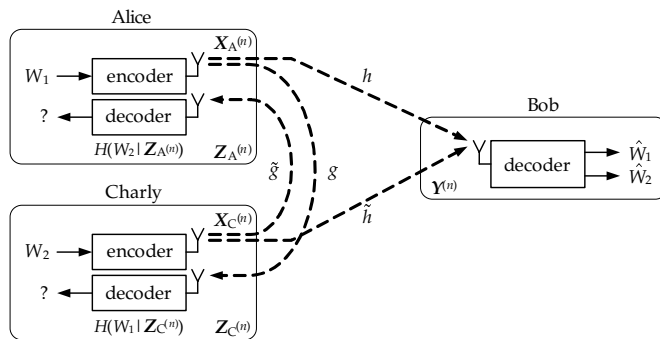 Alice
X_A(n)
W₁ encoder
? decoder
H(W₂ | Z_A(n)) Z_A(n)
h
g̃ g
h̃
Bob
decoder
Ŵ₁
Ŵ₂
Y(n)
Charly
X_C(n)
W₂ encoder
? decoder
H(W₁ | Z_C(n)) Z_C(n)